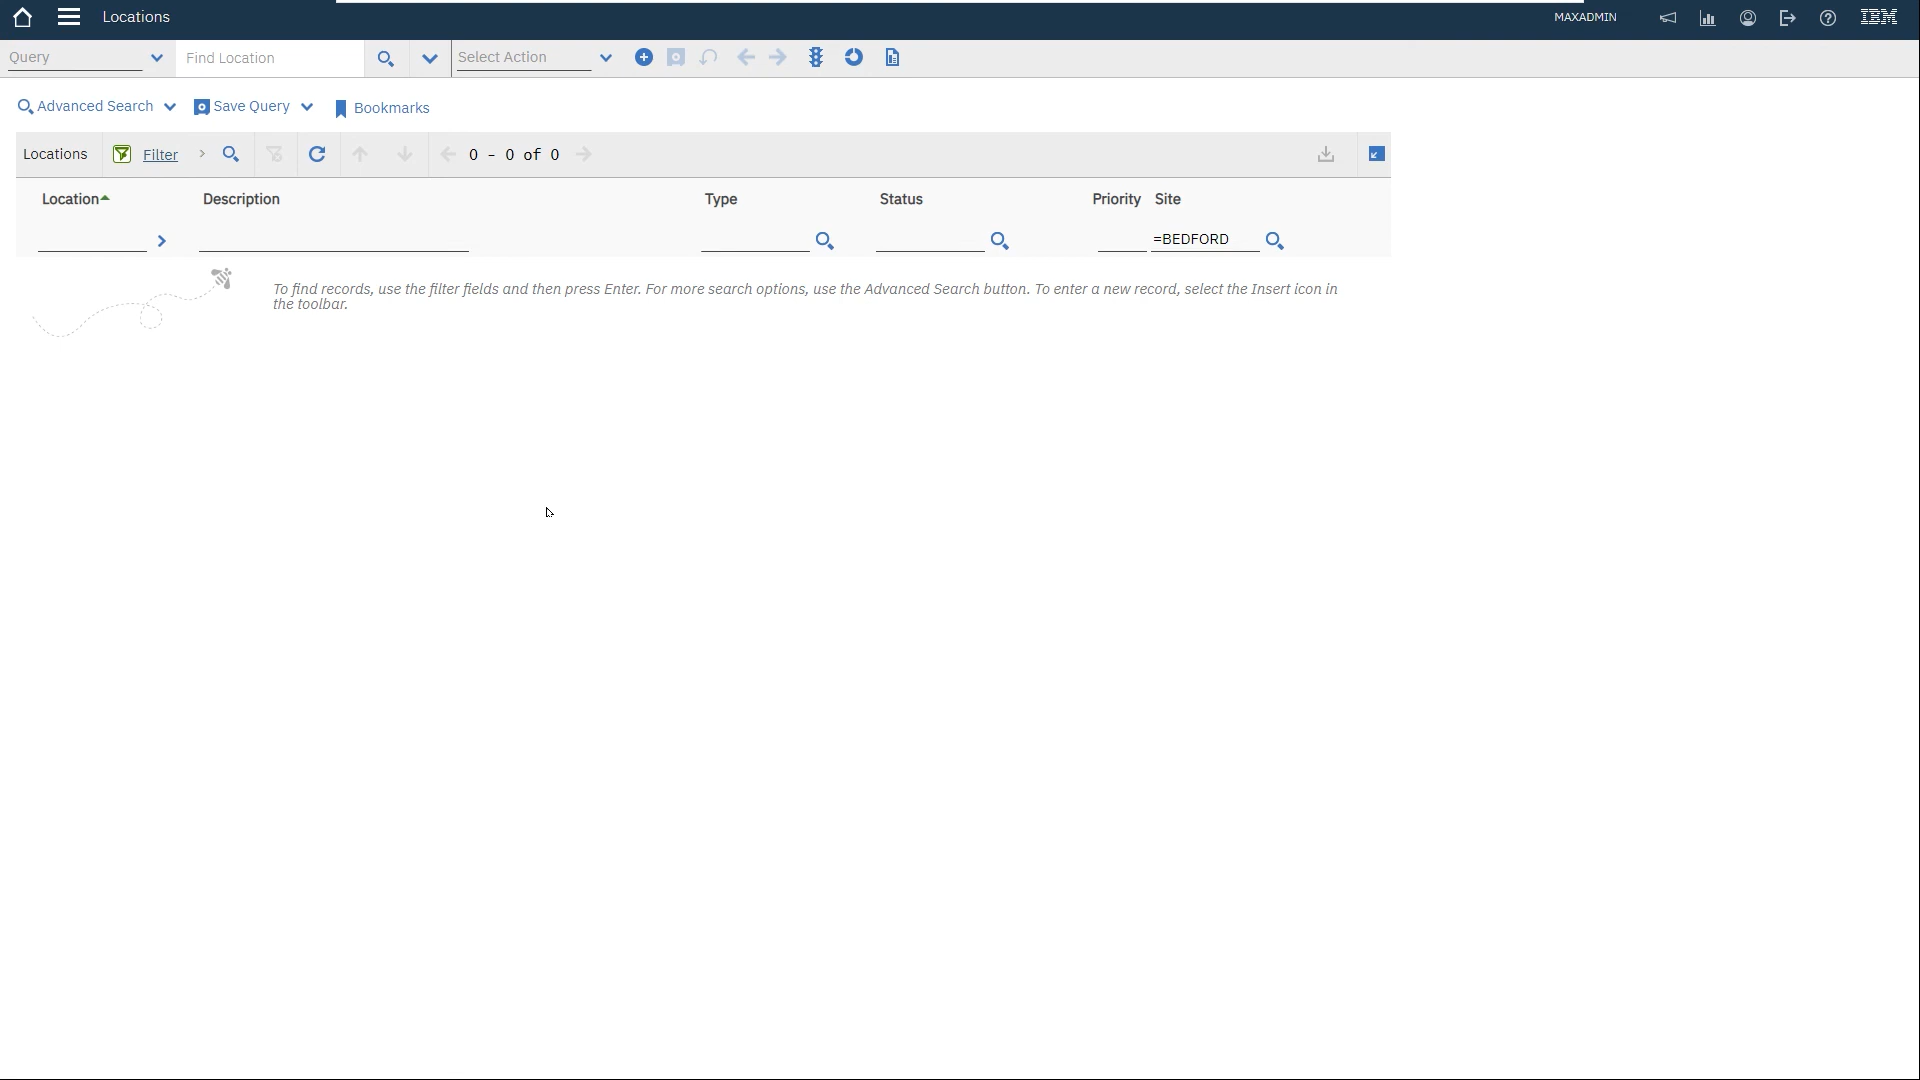 Locations
MAXADMIN
IBM
Query
Find Location
Select Action
Advanced Search
Save Query
Bookmarks
Locations
Filter
0 - 0 of 0
Location
Description
Type
Status
Priority
Site
=BEDFORD
To find records, use the filter fields and then press Enter. For more search options, use the Advanced Search button. To enter a new record, select the Insert icon in
the toolbar.